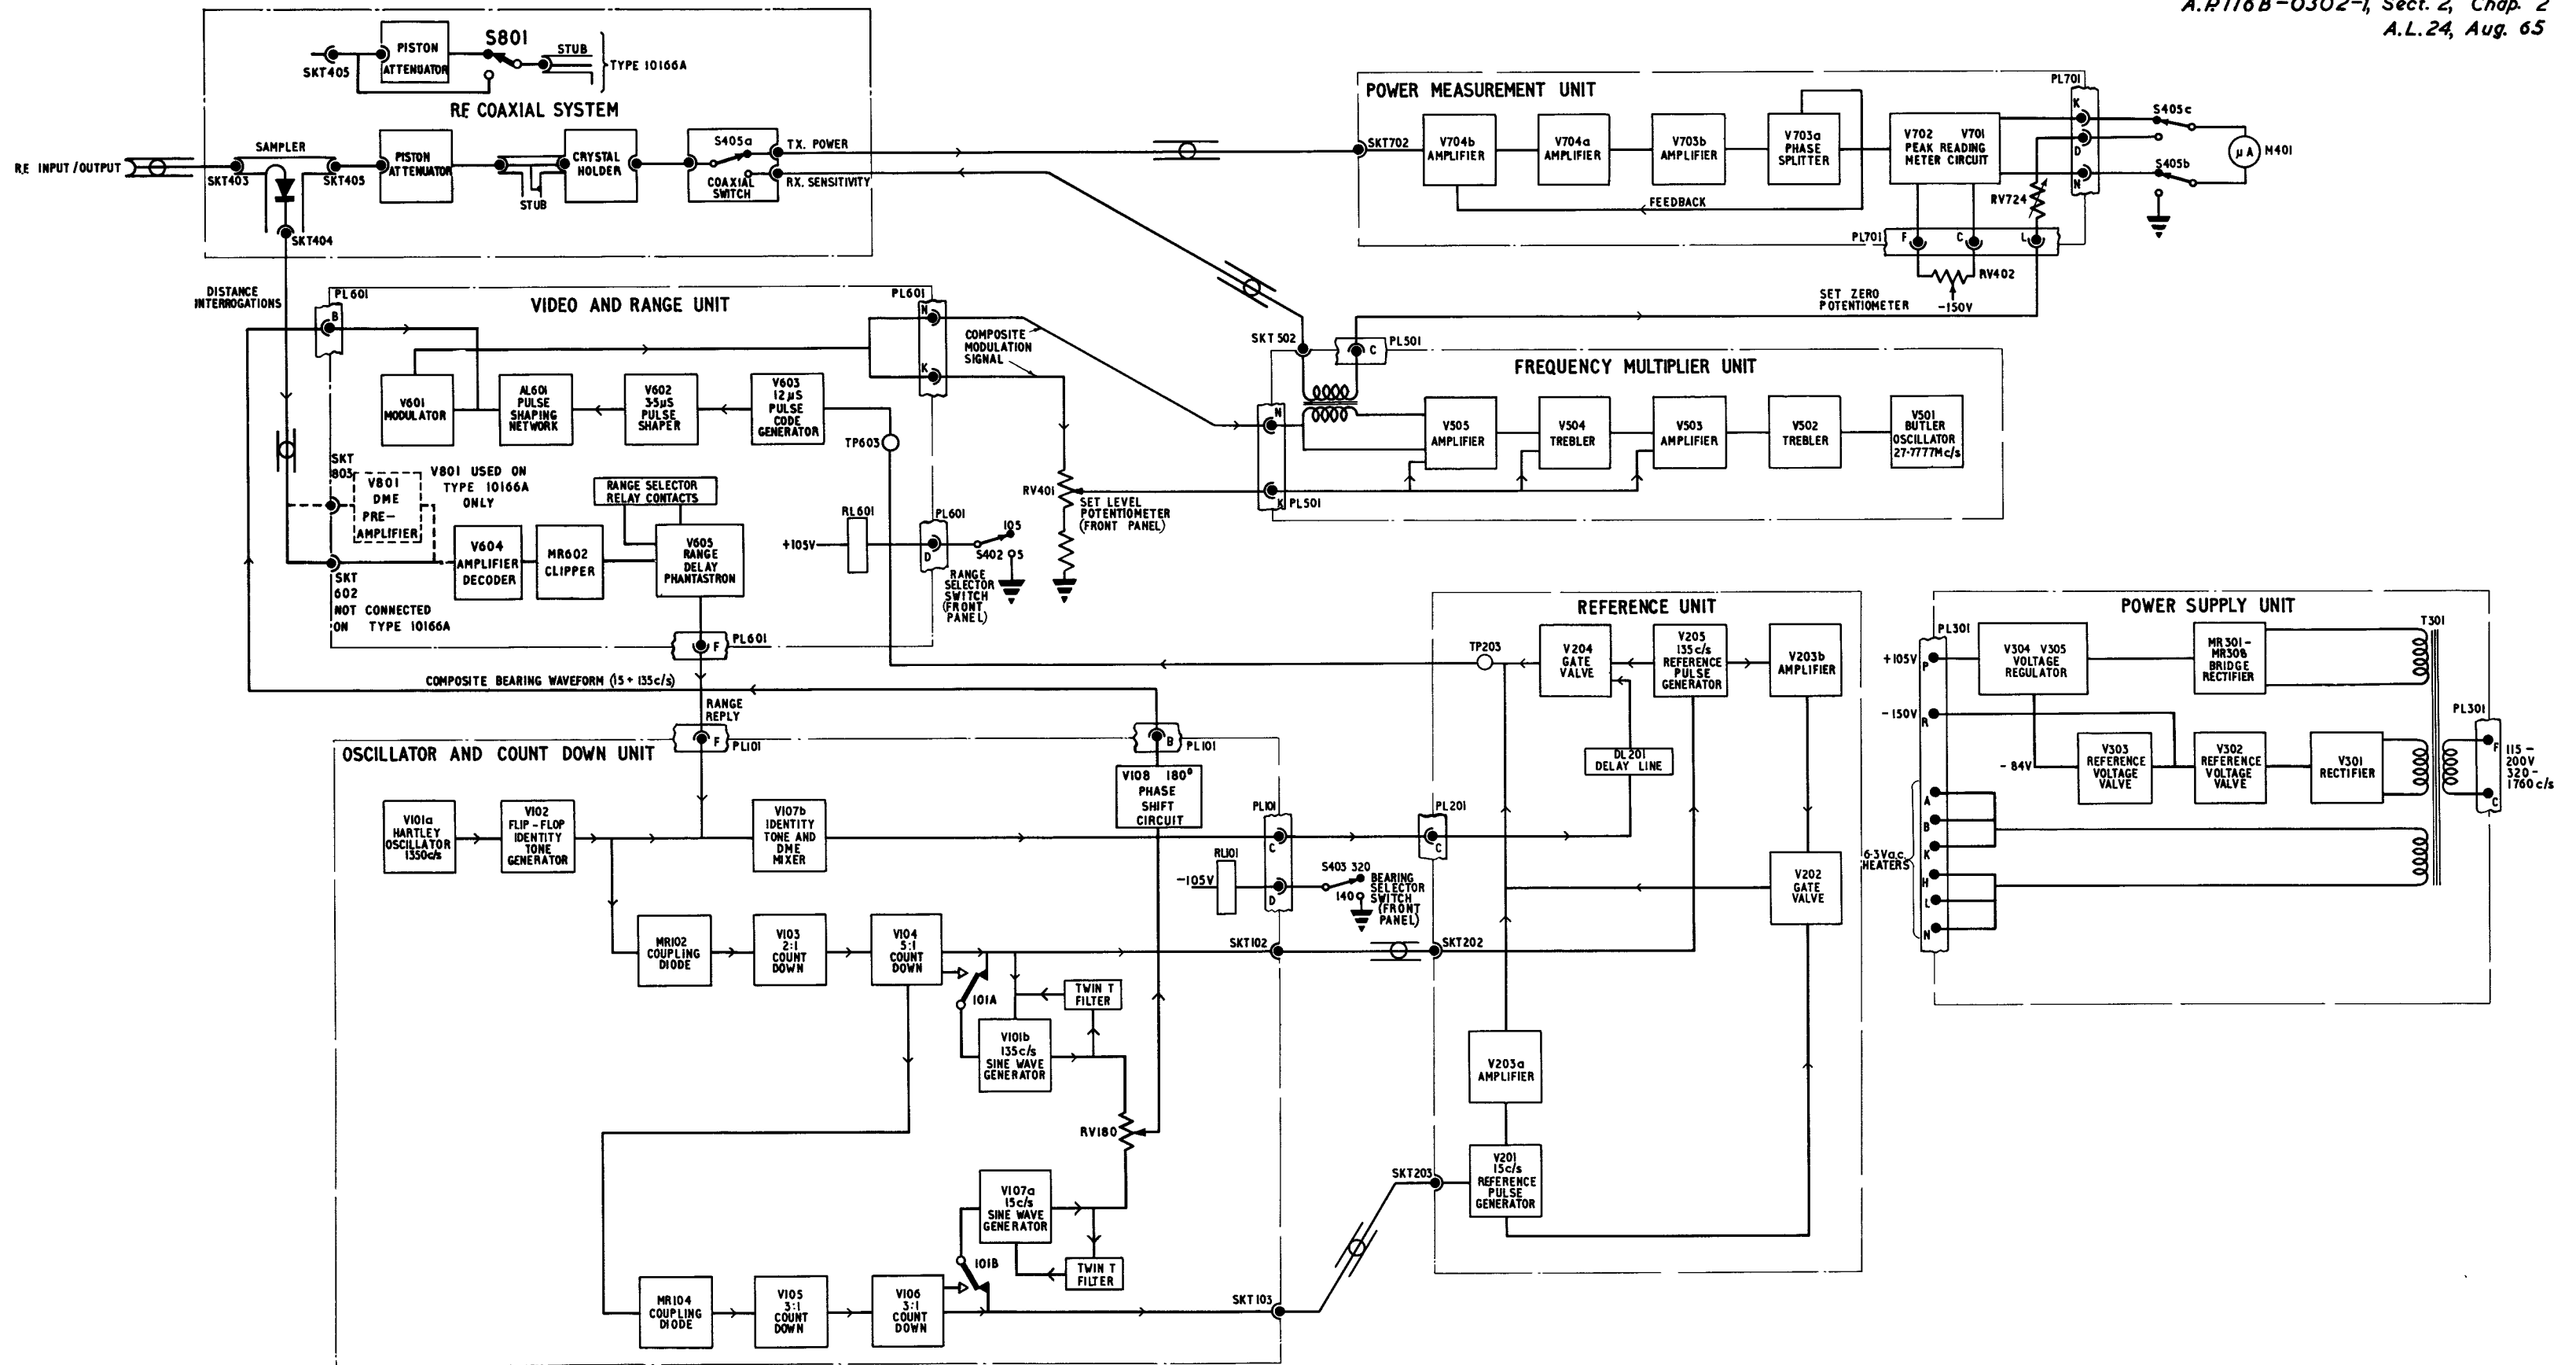 A.P.116B-0302-1, Sect. 2, Chap. 2
A.L.24, Aug. 65
SKT405
PISTON
ATTENUATOR
S801
STUB
TYPE 10166A
RF COAXIAL SYSTEM
R.F. INPUT/OUTPUT
SAMPLER
SKT403
SKT405
SKT404
PISTON
ATTENUATOR
STUB
CRYSTAL
HOLDER
S405a
COAXIAL
SWITCH
TX. POWER
RX. SENSITIVITY
POWER MEASUREMENT UNIT
SKT702
V704b
AMPLIFIER
V704a
AMPLIFIER
V703b
AMPLIFIER
V703a
PHASE
SPLITTER
FEEDBACK
V702 V701
PEAK READING
METER CIRCUIT
PL701
K
D
N
S405c
S405b
µA
M401
RV724
PL701
F
C
L
RV402
-150V
SET ZERO
POTENTIOMETER
DISTANCE
INTERROGATIONS
VIDEO AND RANGE UNIT
PL601
B
PL601
N
K
COMPOSITE
MODULATION
SIGNAL
V601
MODULATOR
AL601
PULSE
SHAPING
NETWORK
V602
3·5µS
PULSE
SHAPER
V603
12µS
PULSE
CODE
GENERATOR
TP603
SKT
803
V801
DME
PRE-
AMPLIFIER
V801 USED ON
TYPE 10166A
ONLY
RANGE SELECTOR
RELAY CONTACTS
V604
AMPLIFIER
DECODER
MR602
CLIPPER
V605
RANGE
DELAY
PHANTASTRON
SKT
602
NOT CONNECTED
ON TYPE 10166A
+105V
RL601
PL601
D
105
S402
5
RANGE
SELECTOR
SWITCH
(FRONT
PANEL)
RV401
SET LEVEL
POTENTIOMETER
(FRONT PANEL)
PL601
F
SKT 502
PL501
C
FREQUENCY MULTIPLIER UNIT
N
K
PL501
V505
AMPLIFIER
V504
TREBLER
V503
AMPLIFIER
V502
TREBLER
V501
BUTLER
OSCILLATOR
27·7777Mc/s
COMPOSITE BEARING WAVEFORM (15 + 135c/s)
RANGE
REPLY
OSCILLATOR AND COUNT DOWN UNIT
F
PL101
B
PL101
V108 180°
PHASE
SHIFT
CIRCUIT
V101a
HARTLEY
OSCILLATOR
1350c/s
V102
FLIP-FLOP
IDENTITY
TONE
GENERATOR
V107b
IDENTITY
TONE AND
DME
MIXER
PL101
C
D
-105V
RL101
S403
320
140
BEARING
SELECTOR
SWITCH
(FRONT
PANEL)
MR102
COUPLING
DIODE
V103
2:1
COUNT
DOWN
V104
5:1
COUNT
DOWN
101A
TWIN T
FILTER
V101b
135c/s
SINE WAVE
GENERATOR
SKT102
RV180
V107a
15c/s
SINE WAVE
GENERATOR
101B
TWIN T
FILTER
MR104
COUPLING
DIODE
V105
3:1
COUNT
DOWN
V106
3:1
COUNT
DOWN
SKT103
REFERENCE UNIT
TP203
V204
GATE
VALVE
V205
135c/s
REFERENCE
PULSE
GENERATOR
V203b
AMPLIFIER
DL201
DELAY LINE
PL201
C
V202
GATE
VALVE
SKT202
V203a
AMPLIFIER
SKT203
V201
15c/s
REFERENCE
PULSE
GENERATOR
POWER SUPPLY UNIT
PL301
+105V
P
V304 V305
VOLTAGE
REGULATOR
MR301-
MR308
BRIDGE
RECTIFIER
T301
-150V
R
-84V
V303
REFERENCE
VOLTAGE
VALVE
V302
REFERENCE
VOLTAGE
VALVE
V301
RECTIFIER
PL301
F
C
115-
200V
320-
1760c/s
6·3V a.c.
HEATERS
A
B
K
H
L
N